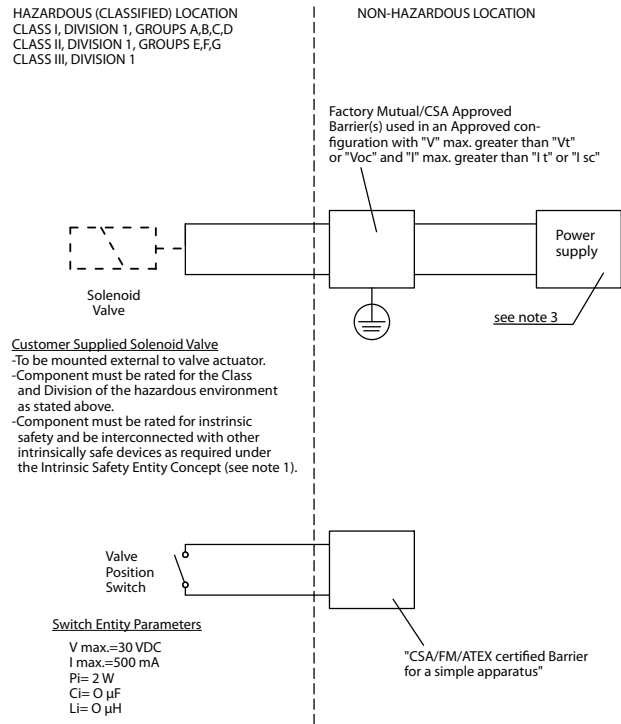 HAZARDOUS (CLASSIFIED) LOCATION
CLASS I, DIVISION 1, GROUPS A,B,C,D
CLASS II, DIVISION 1, GROUPS E,F,G
CLASS III, DIVISION 1
NON-HAZARDOUS LOCATION
Factory Mutual/CSA Approved
Barrier(s) used in an Approved con-
figuration with "V" max. greater than "Vt"
or "Voc" and "I" max. greater than "I t" or "I sc"
Power
supply
see note 3
Solenoid
Valve
Customer Supplied Solenoid Valve
-To be mounted external to valve actuator.
-Component must be rated for the Class
and Division of the hazardous environment
as stated above.
-Component must be rated for instrinsic
safety and be interconnected with other
intrinsically safe devices as required under
the Intrinsic Safety Entity Concept (see note 1).
Valve
Position
Switch
Switch Entity Parameters
V max.=30 VDC
I max.=500 mA
Pi= 2 W
Ci= O µF
Li= O µH
"CSA/FM/ATEX certified Barrier
for a simple apparatus"